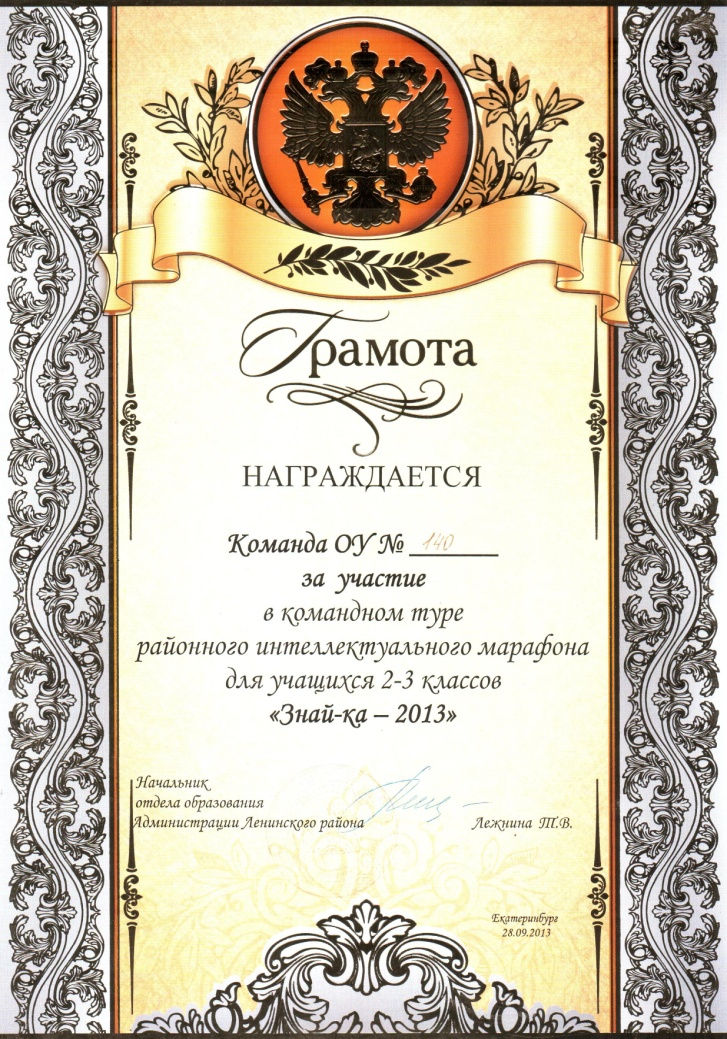 Грамота
НАГРАЖДАЕТСЯ
Команда ОУ № 140
за участие
в командном туре
районного интеллектуального марафона
для учащихся 2-3 классов
«Знай-ка – 2013»
Начальник
отдела образования
Администрации Ленинского района Лежнина Т.В.
Екатеринбург
28.09.2013